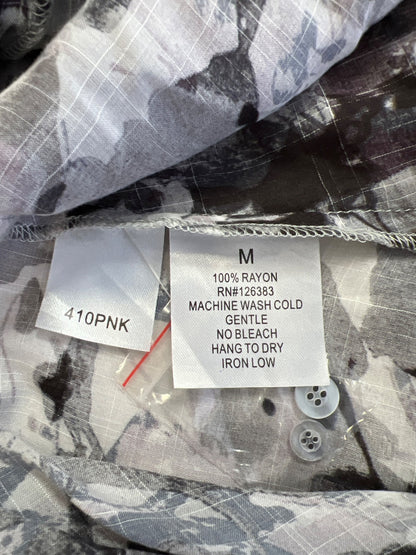 410PNK
M
100% RAYON
RN#126383
MACHINE WASH COLD
GENTLE
NO BLEACH
HANG TO DRY
IRON LOW